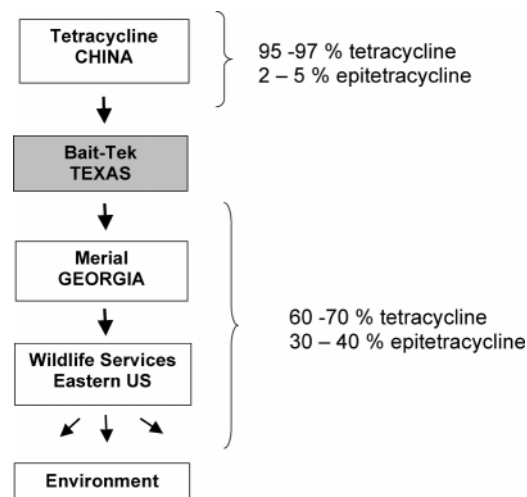 Tetracycline
CHINA
95 -97 % tetracycline
2 – 5 % epitetracycline
Bait-Tek
TEXAS
Merial
GEORGIA
60 -70 % tetracycline
30 – 40 % epitetracycline
Wildlife Services
Eastern US
Environment